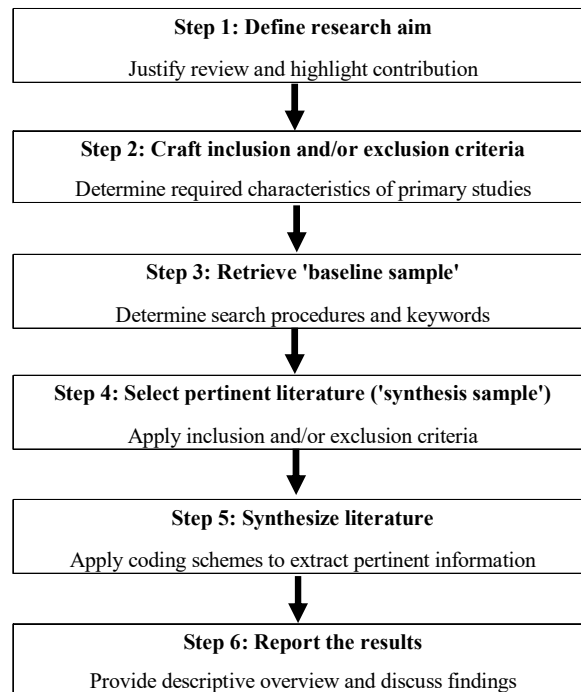 Step 1: Define research aim
Justify review and highlight contribution
Step 2: Craft inclusion and/or exclusion criteria
Determine required characteristics of primary studies
Step 3: Retrieve 'baseline sample'
Determine search procedures and keywords
Step 4: Select pertinent literature ('synthesis sample')
Apply inclusion and/or exclusion criteria
Step 5: Synthesize literature
Apply coding schemes to extract pertinent information
Step 6: Report the results
Provide descriptive overview and discuss findings